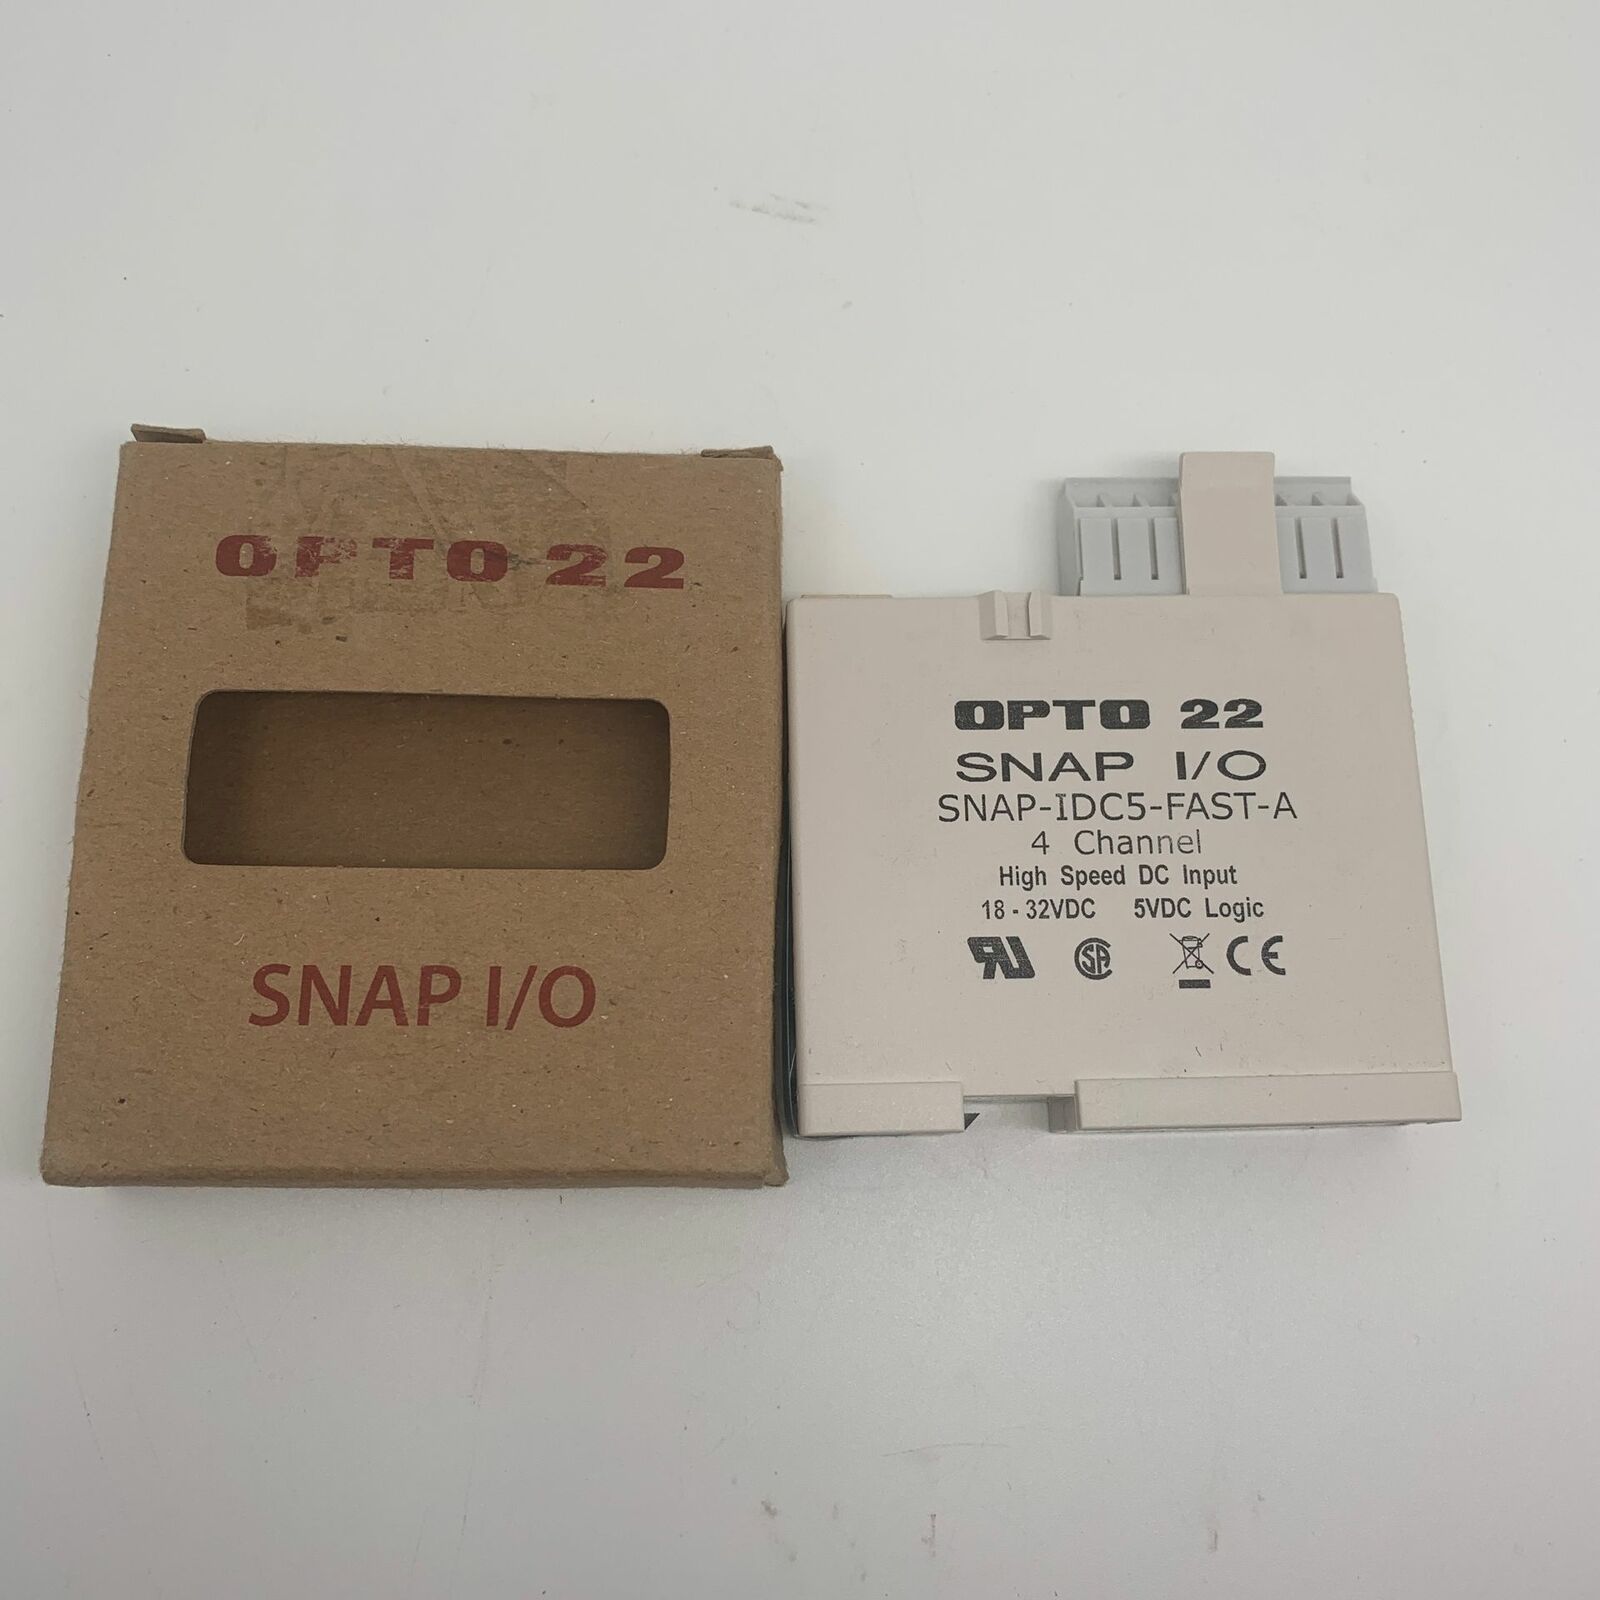 OPTO 22
SNAP I/O
OPTO 22
SNAP I/O
SNAP-IDC5-FAST-A
4 Channel
High Speed DC Input
18 - 32VDC 5VDC Logic
CE